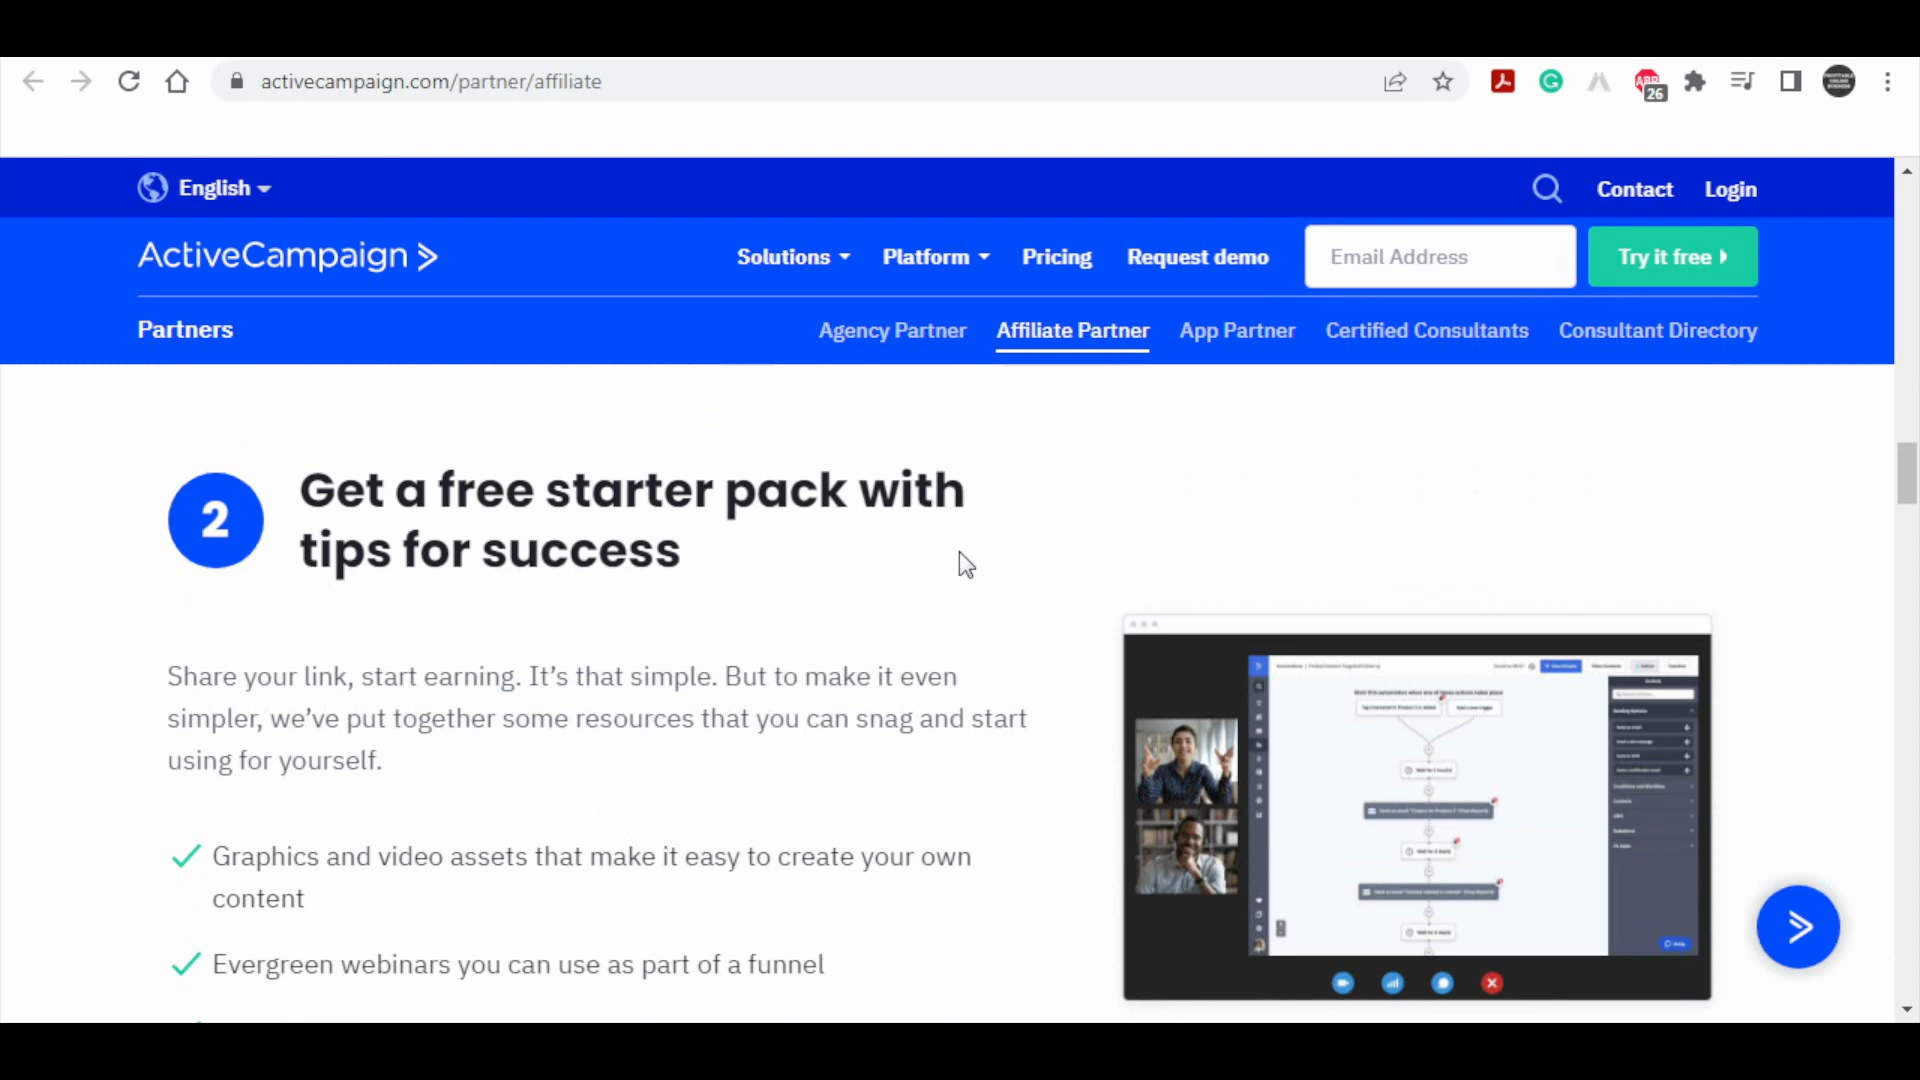 activecampaign.com/partner/affiliate
ABP
26
English
Contact
Login
ActiveCampaign
Solutions
Platform
Pricing
Request demo
Email Address
Try it free
Partners
Agency Partner
Affiliate Partner
App Partner
Certified Consultants
Consultant Directory
2
Get a free starter pack with
tips for success
Share your link, start earning. It’s that simple. But to make it even
simpler, we’ve put together some resources that you can snag and start
using for yourself.
Graphics and video assets that make it easy to create your own
content
Evergreen webinars you can use as part of a funnel